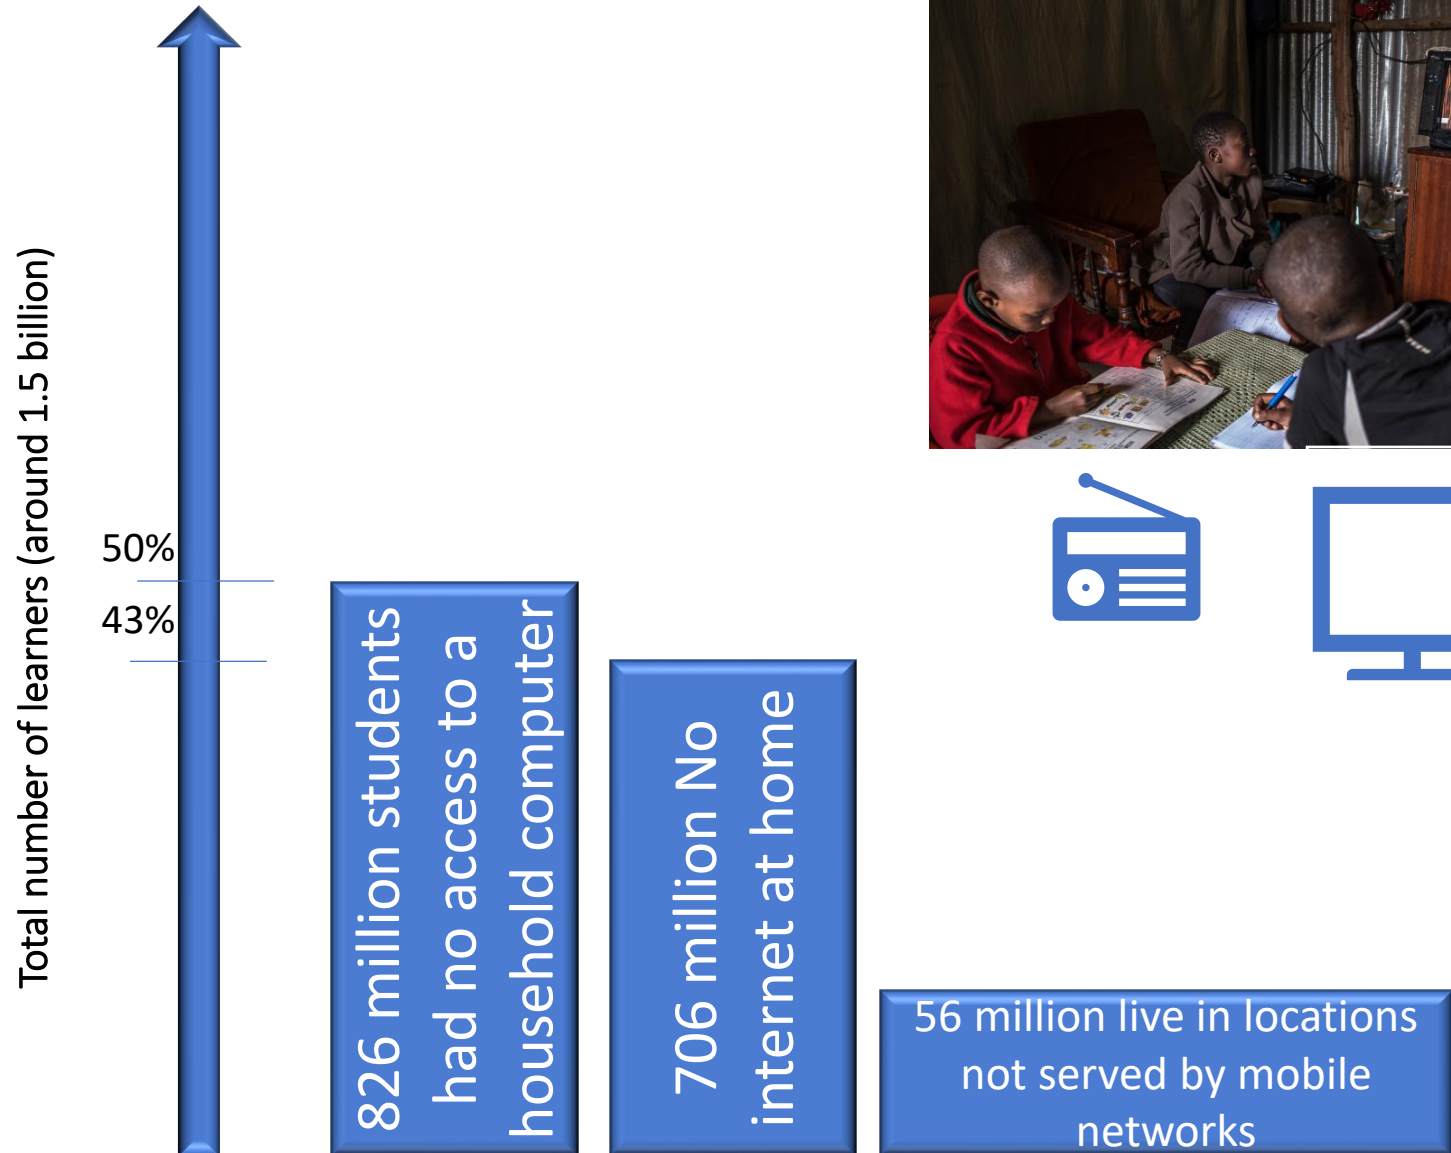 Total number of learners (around 1.5 billion)
50%
43%
826 million students
had no access to a
household computer
706 million No
internet at home
56 million live in locations
not served by mobile
networks